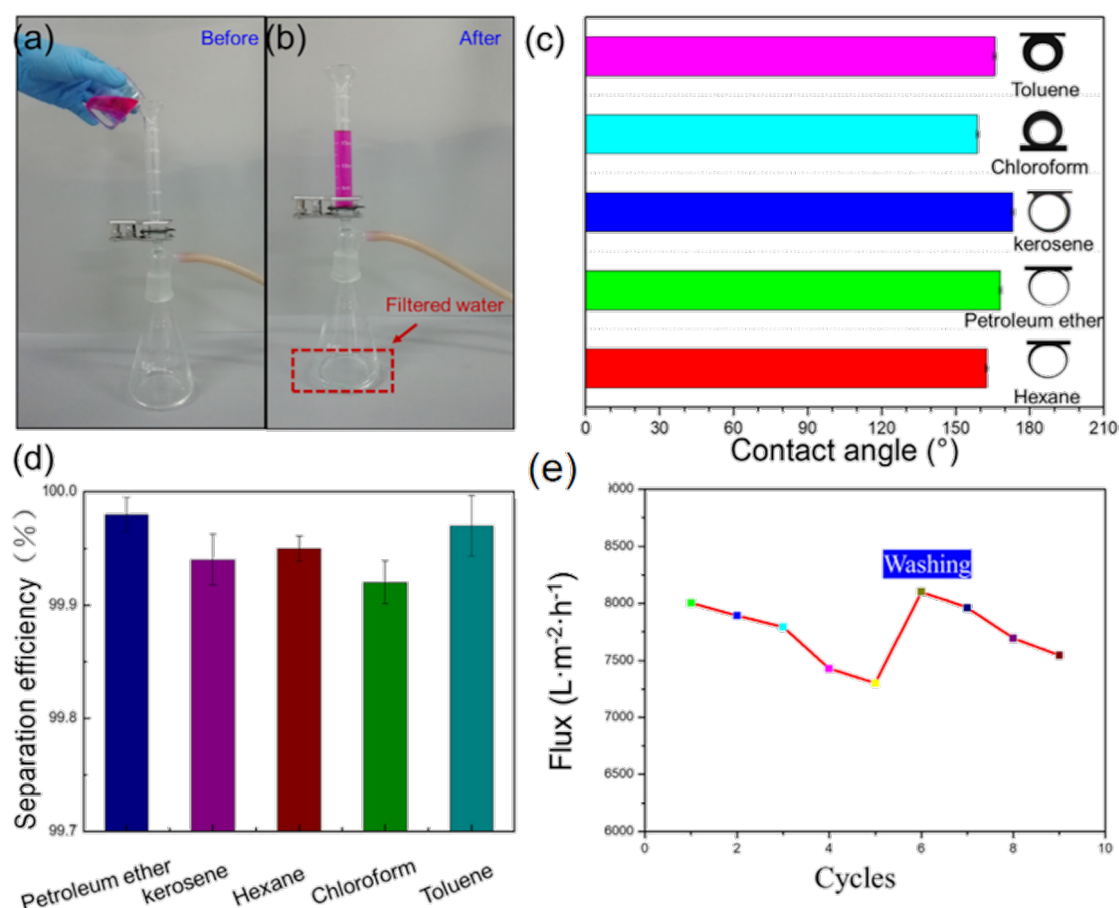 (a)
Before
(b)
After
Filtered water
(c)
Toluene
Chloroform
kerosene
Petroleum ether
Hexane
0 30 60 90 120 150 180 210
Contact angle (°)
(d)
Separation efficiency (%)
100.0
99.9
99.8
99.7
Petroleum ether
kerosene
Hexane
Chloroform
Toluene
(e)
Flux (L·m⁻²·h⁻¹)
9000
8500
8000
7500
7000
6500
6000
Washing
0 2 4 6 8 10
Cycles